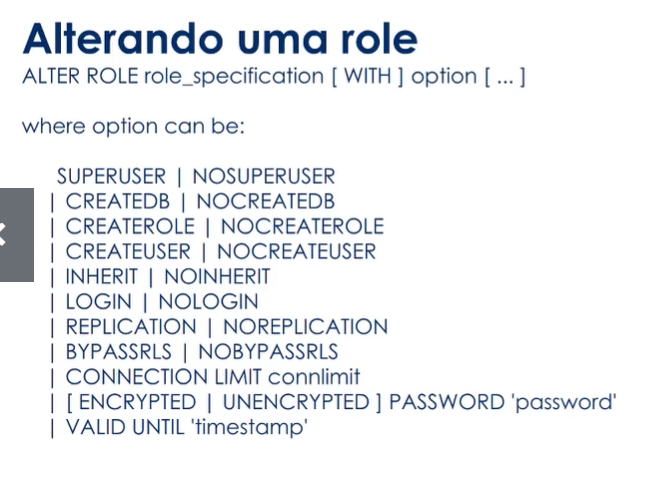 Alterando uma role
ALTER ROLE role_specification [ WITH ] option [ ... ]
where option can be:
SUPERUSER | NOSUPERUSER
| CREATEDB | NOCREATEDB
| CREATEROLE | NOCREATEROLE
| CREATEUSER | NOCREATEUSER
| INHERIT | NOINHERIT
| LOGIN | NOLOGIN
| REPLICATION | NOREPLICATION
| BYPASSRLS | NOBYPASSRLS
| CONNECTION LIMIT connlimit
| [ ENCRYPTED | UNENCRYPTED ] PASSWORD 'password'
| VALID UNTIL 'timestamp'